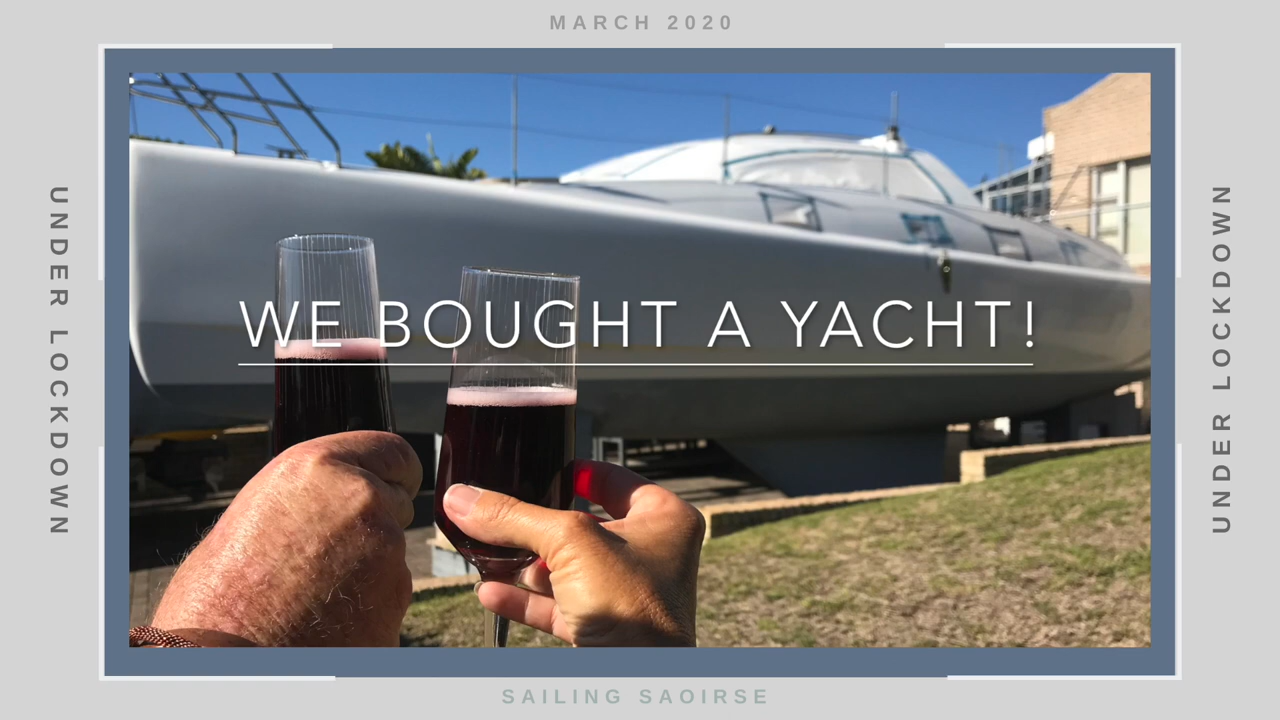 MARCH 2020
UNDER LOCKDOWN
WE BOUGHT A YACHT!
UNDER LOCKDOWN
SAILING SAOIRSE